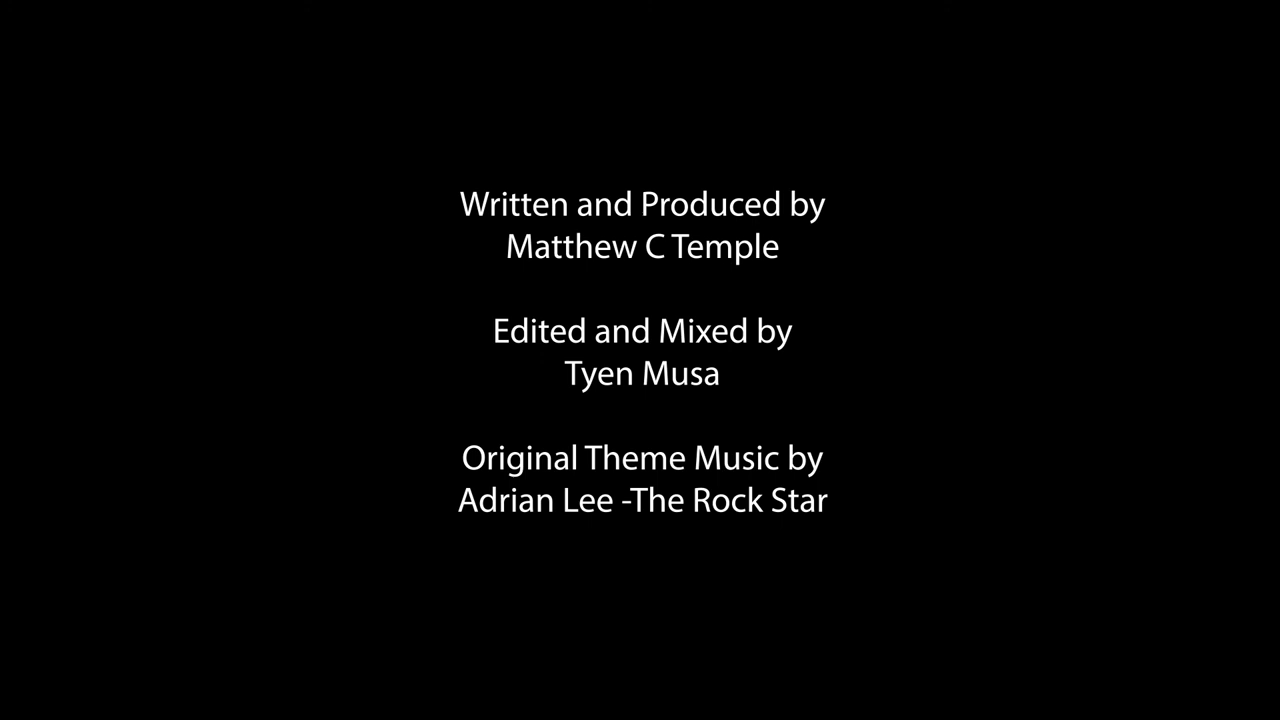 Written and Produced by
Matthew C Temple
Edited and Mixed by
Tyen Musa
Original Theme Music by
Adrian Lee -The Rock Star